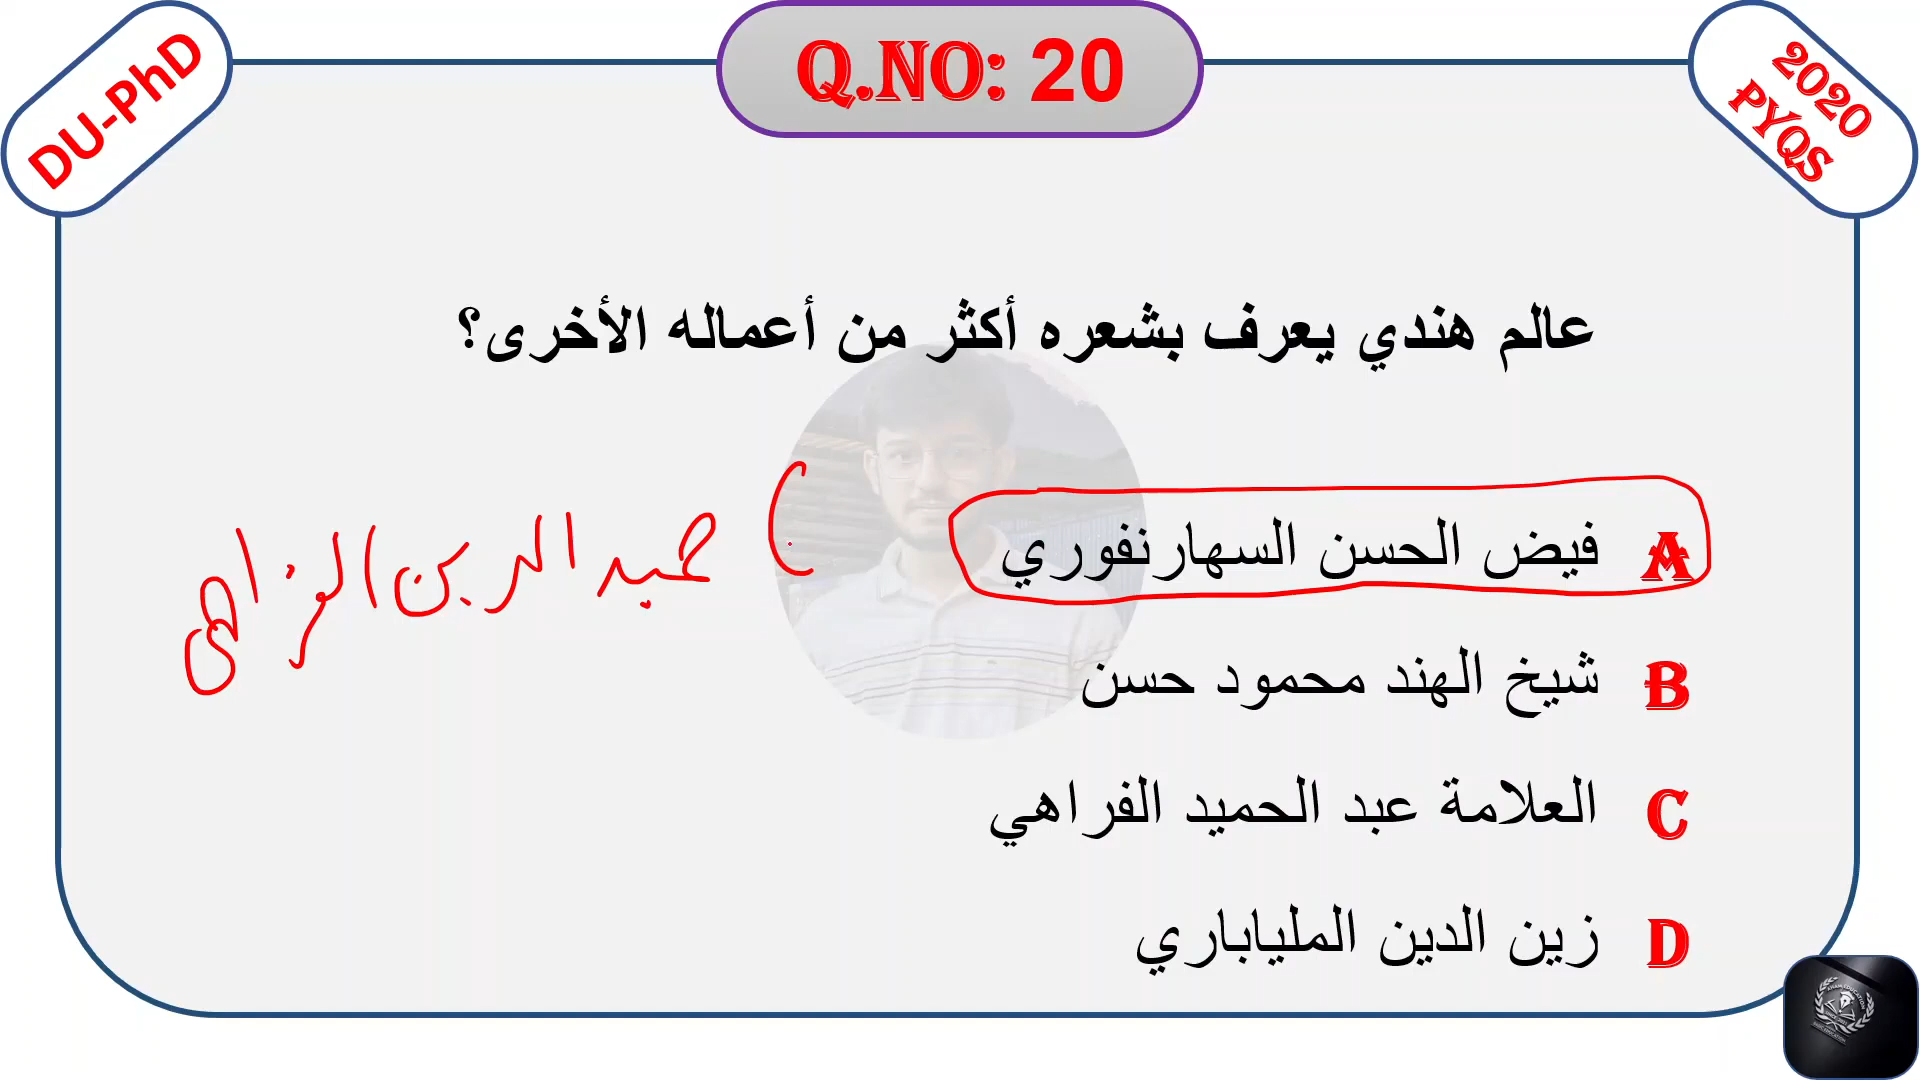 DU-PhD
Q.NO: 20
2020
PYQS
عالم هندي يعرف بشعره أكثر من أعماله الأخرى؟
A فيض الحسن السهارنفوري
حميد الدين الفراهي
B شيخ الهند محمود حسن
C العلامة عبد الحميد الفراهي
D زين الدين الملياباري